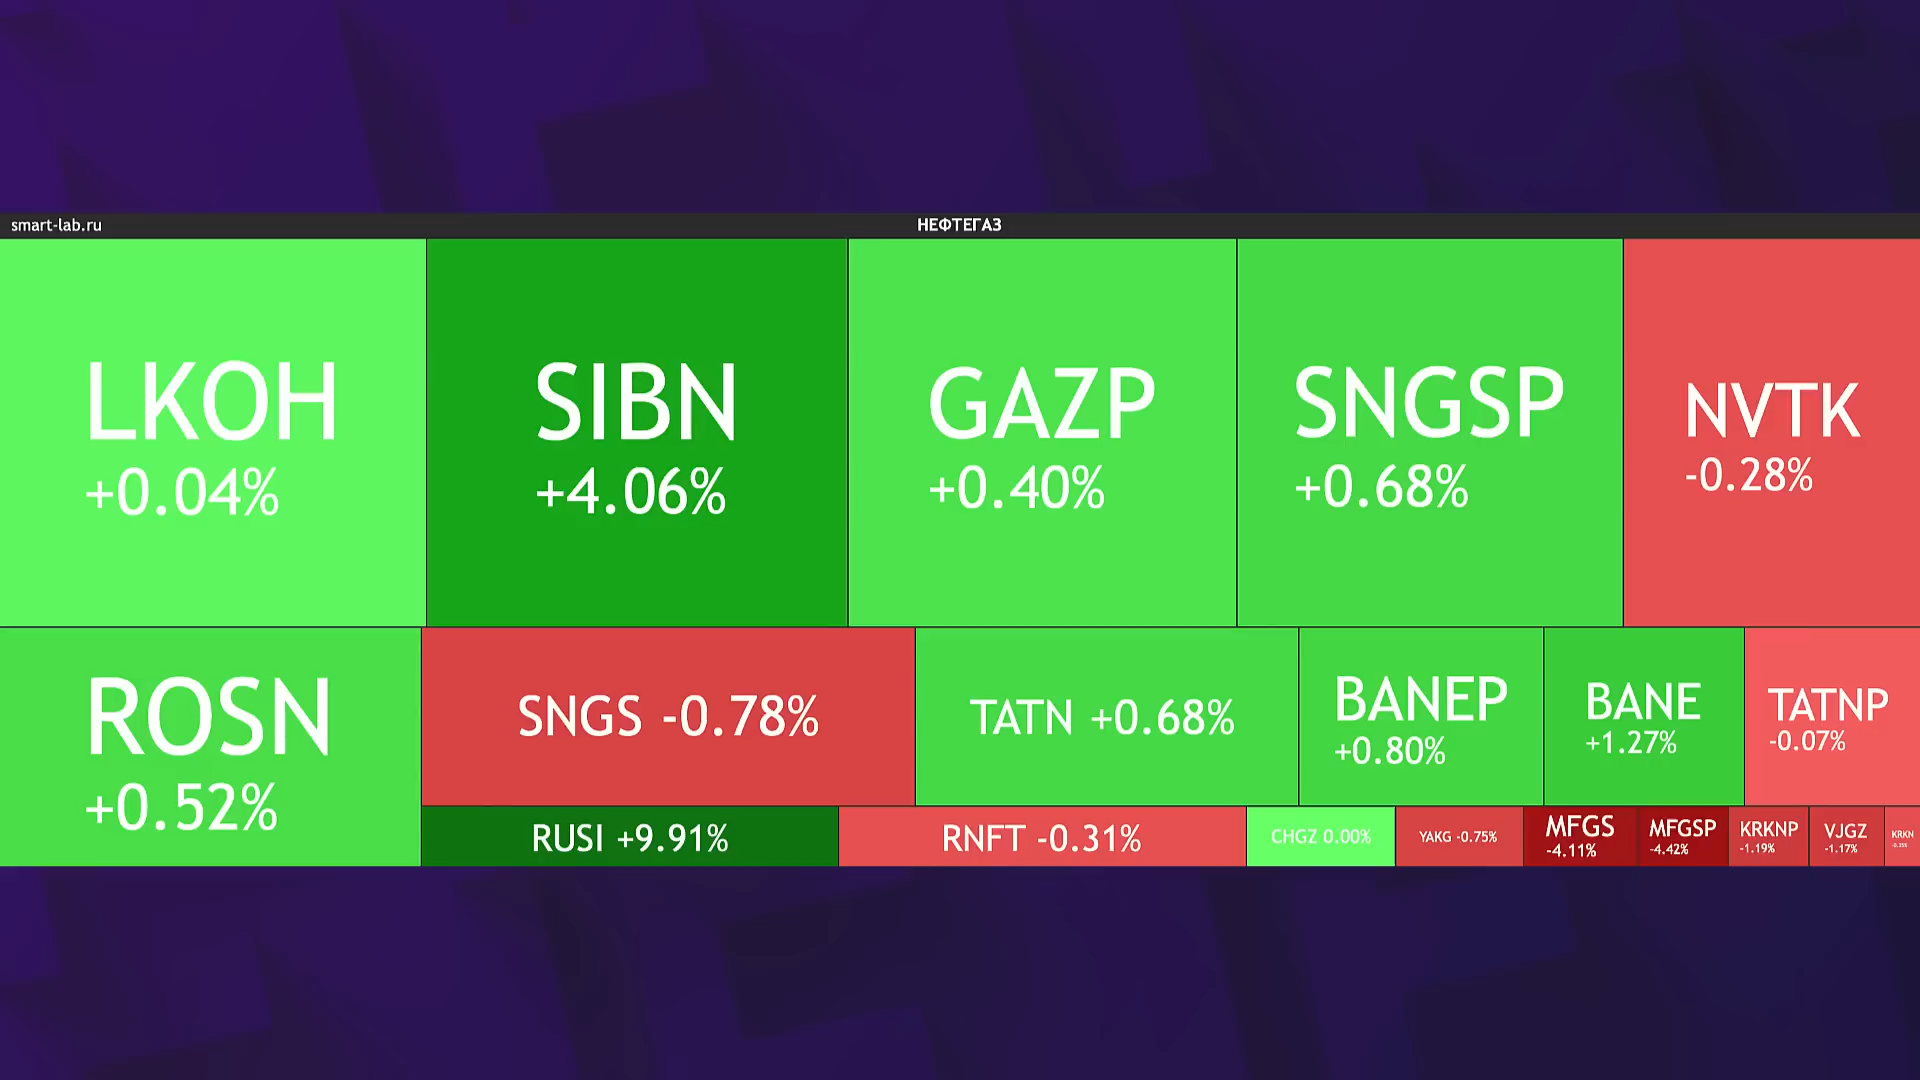 smart-lab.ru
НЕФТЕГАЗ
LKOH
+0.04%
SIBN
+4.06%
GAZP
+0.40%
SNGSP
+0.68%
NVTK
-0.28%
ROSN
+0.52%
SNGS -0.78%
TATN +0.68%
BANEP
+0.80%
BANE
+1.27%
TATNP
-0.07%
RUSI +9.91%
RNFT -0.31%
CHGZ 0.00%
YAKG -0.75%
MFGS
-4.11%
MFGSP
-4.42%
KRKNP
-1.19%
VJGZ
-1.17%
KRKN